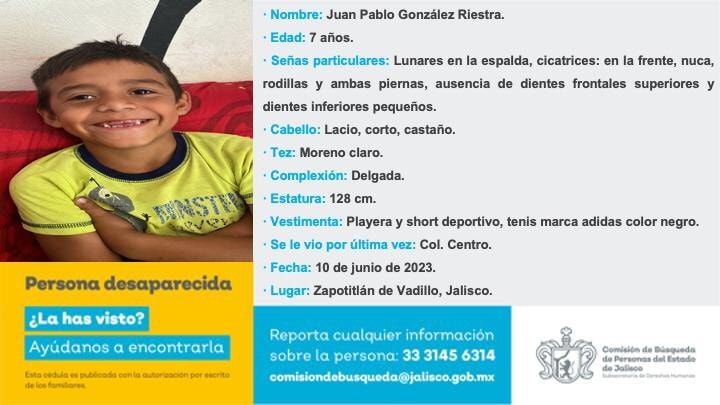 · Nombre: Juan Pablo González Riestra.
· Edad: 7 años.
· Señas particulares: Lunares en la espalda, cicatrices: en la frente, nuca,
rodillas y ambas piernas, ausencia de dientes frontales superiores y
dientes inferiores pequeños.
· Cabello: Lacio, corto, castaño.
· Tez: Moreno claro.
· Complexión: Delgada.
· Estatura: 128 cm.
· Vestimenta: Playera y short deportivo, tenis marca adidas color negro.
· Se le vio por última vez: Col. Centro.
· Fecha: 10 de junio de 2023.
· Lugar: Zapotitlán de Vadillo, Jalisco.
Persona desaparecida
¿La has visto?
Ayúdanos a encontrarla
Esta cédula es publicada con la autorización por escrito
de los familiares.
Reporta cualquier información
sobre la persona: 33 3145 6314
comisiondebusqueda@jalisco.gob.mx
Comisión de Búsqueda
de Personas del Estado
de Jalisco
Subsecretaría de Derechos Humanos